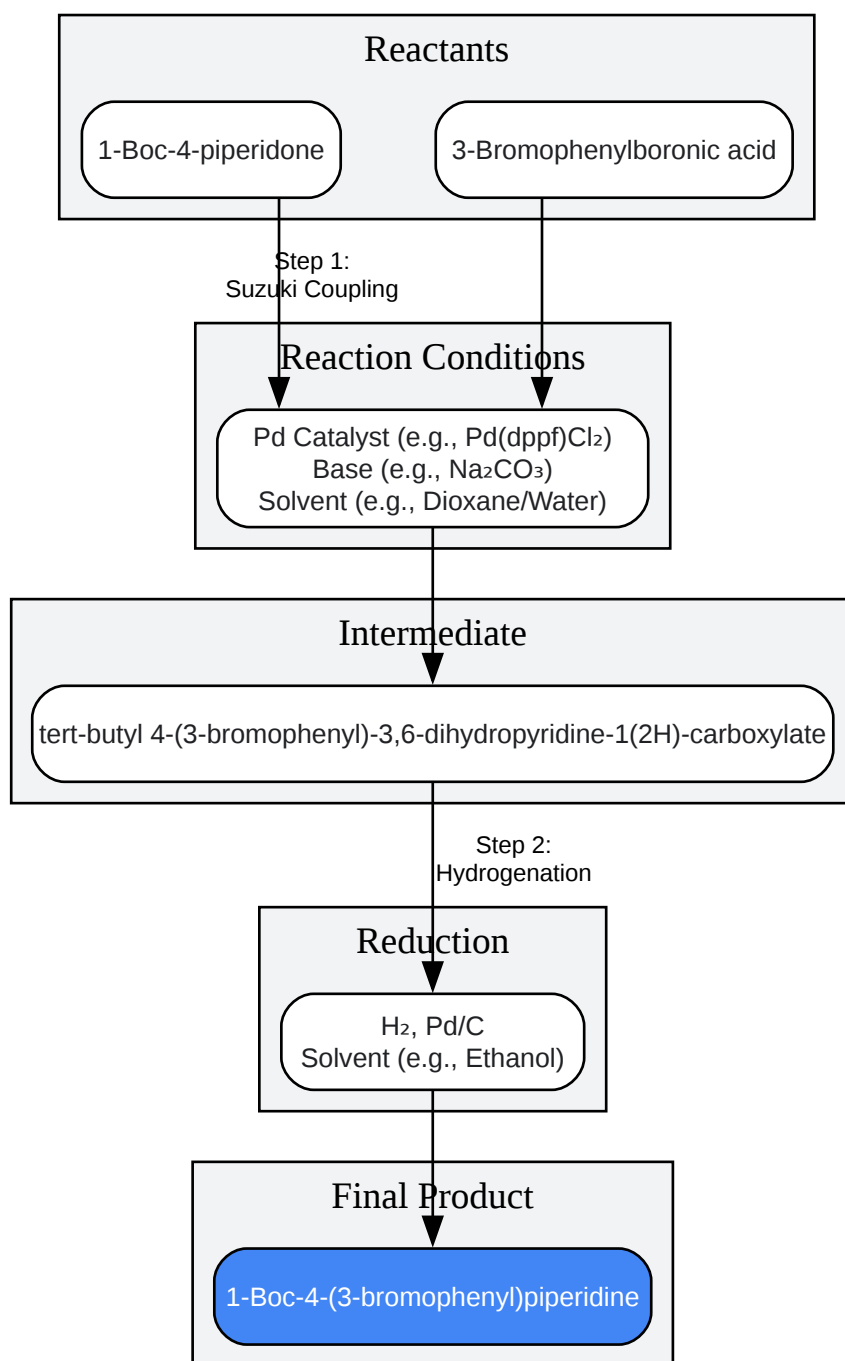 Reactants
1-Boc-4-piperidone
3-Bromophenylboronic acid
Step 1:
Suzuki Coupling
Reaction Conditions
Pd Catalyst (e.g., Pd(dppf)Cl₂)
Base (e.g., Na₂CO₃)
Solvent (e.g., Dioxane/Water)
Intermediate
tert-butyl 4-(3-bromophenyl)-3,6-dihydropyridine-1(2H)-carboxylate
Step 2:
Hydrogenation
Reduction
H₂, Pd/C
Solvent (e.g., Ethanol)
Final Product
1-Boc-4-(3-bromophenyl)piperidine